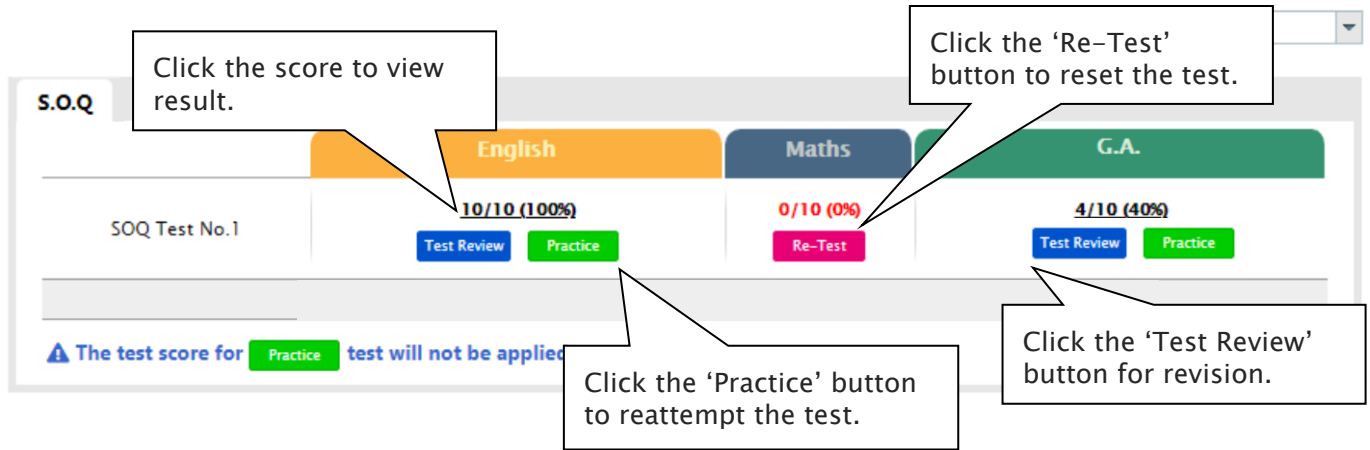 Click the score to view
result.
Click the ‘Re-Test’
button to reset the test.
S.O.Q
English
Maths
G.A.
SOQ Test No.1
10/10 (100%)
0/10 (0%)
4/10 (40%)
Test Review
Practice
Re-Test
Test Review
Practice
The test score for Practice test will not be applied
Click the ‘Practice’ button
to reattempt the test.
Click the ‘Test Review’
button for revision.